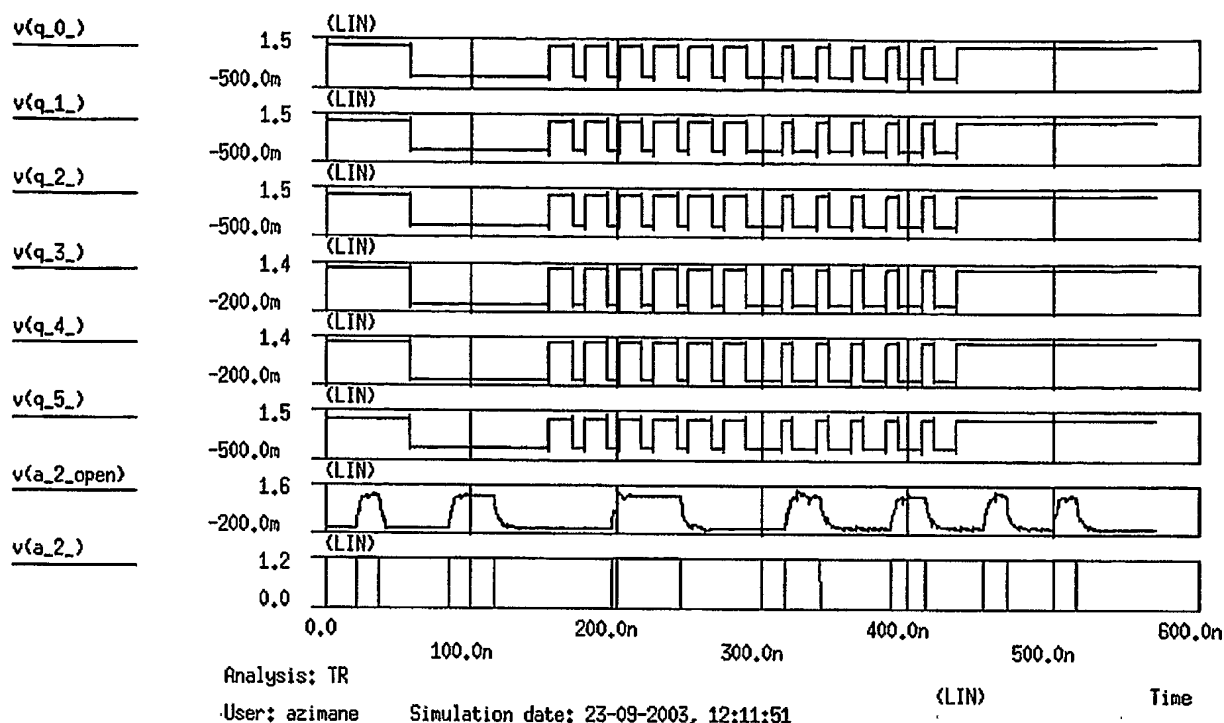 v(q_0_)
(LIN)
1.5
-500.0m
v(q_1_)
(LIN)
1.5
-500.0m
v(q_2_)
(LIN)
1.5
-500.0m
v(q_3_)
(LIN)
1.4
-200.0m
v(q_4_)
(LIN)
1.4
-200.0m
v(q_5_)
(LIN)
1.5
-500.0m
v(a_2_open)
(LIN)
1.6
-200.0m
v(a_2_)
(LIN)
1.2
0.0
0.0 200.0n 400.0n 600.0n
100.0n 300.0n 500.0n
Analysis: TR
(LIN) Time
User: azimane Simulation date: 23-09-2003, 12:11:51